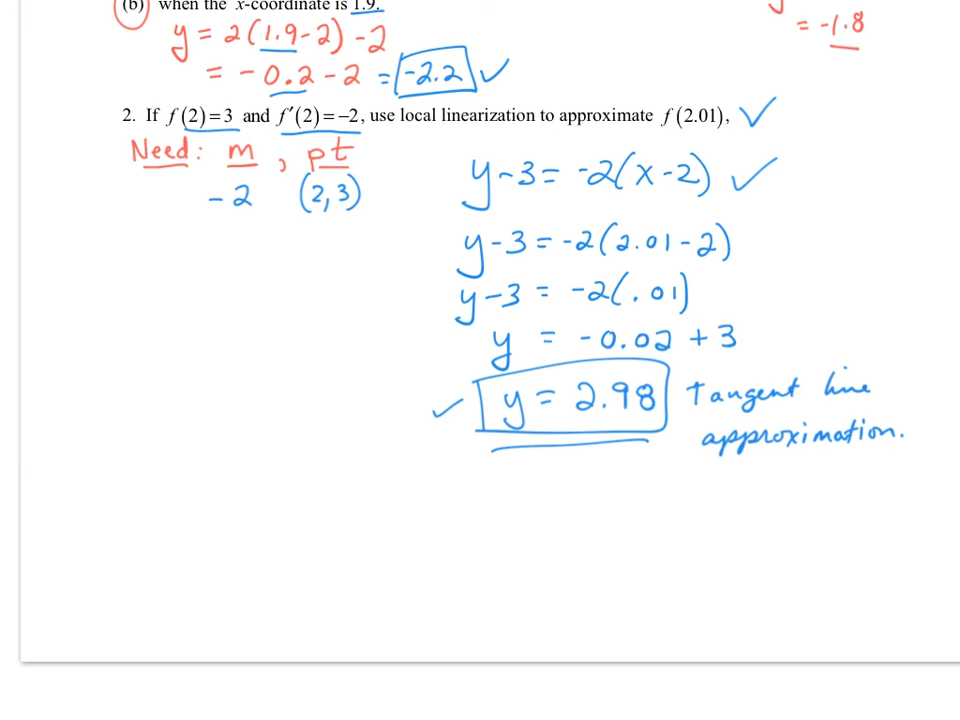 (b) when the x-coordinate is 1.9.
y = 2(1.9-2) -2
= -0.2 -2 = -2.2 ✓
= -1.8
2. If f(2)=3 and f′(2)=−2, use local linearization to approximate f(2.01), ✓
Need: m, pt
-2 (2,3)
y-3 = -2(x-2) ✓
y-3 = -2(2.01-2)
y-3 = -2(.01)
y = -0.02 +3
✓ y = 2.98 Tangent line
approximation.